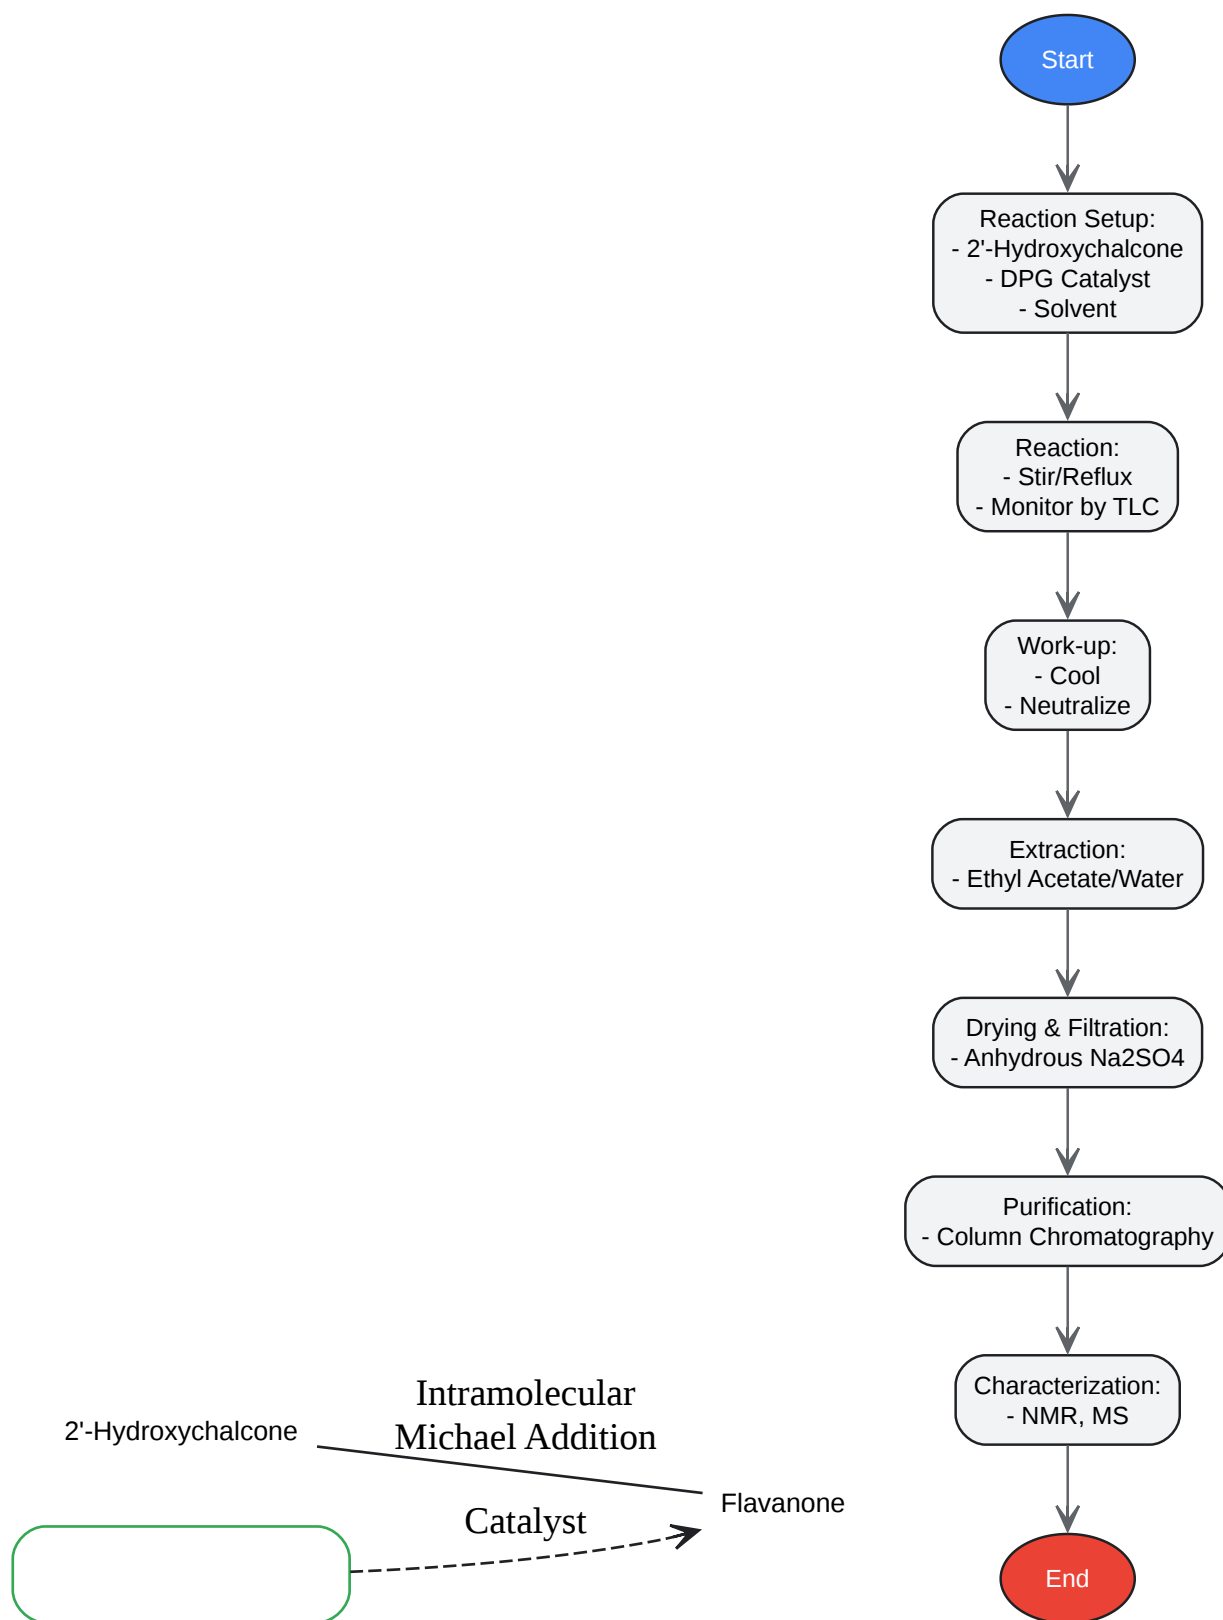 Start
Reaction Setup:
- 2'-Hydroxychalcone
- DPG Catalyst
- Solvent
Reaction:
- Stir/Reflux
- Monitor by TLC
Work-up:
- Cool
- Neutralize
Extraction:
- Ethyl Acetate/Water
Drying & Filtration:
- Anhydrous Na2SO4
Purification:
- Column Chromatography
Characterization:
- NMR, MS
End
2'-Hydroxychalcone
Intramolecular
Michael Addition
Flavanone
Catalyst